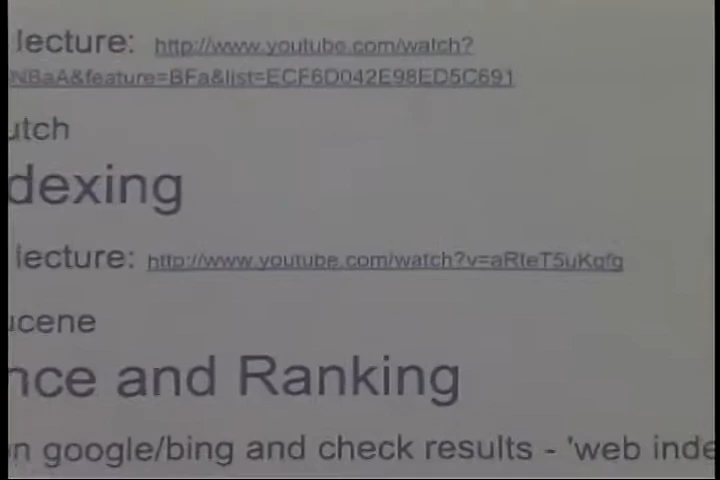 lecture: http://www.youtube.com/watch?
NBaA&feature=BFa&list=ECF6D042E98ED5C691
utch
dexing
lecture: http://www.youtube.com/watch?v=aRteT5uKqfg
ucene
nce and Ranking
n google/bing and check results - 'web inde